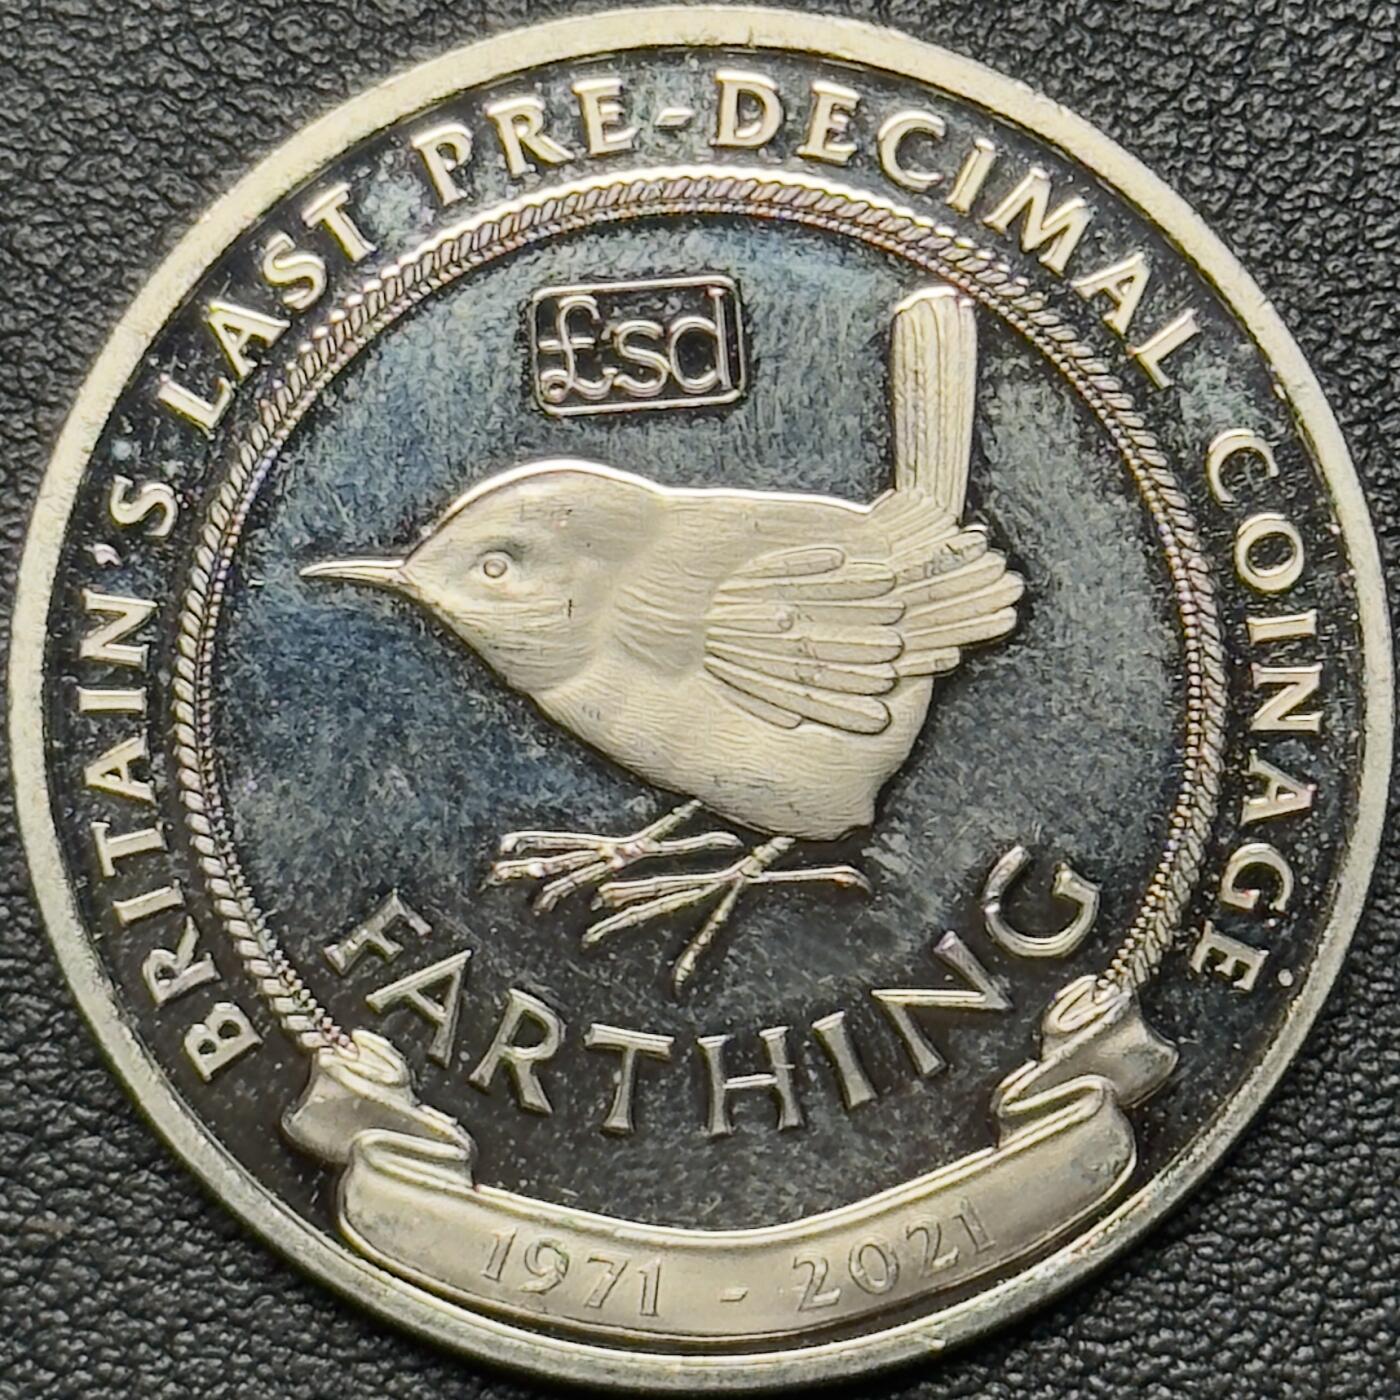 BRITAIN'S LAST PRE-DECIMAL COINAGE
£sd
FARTHING
1971 - 2021